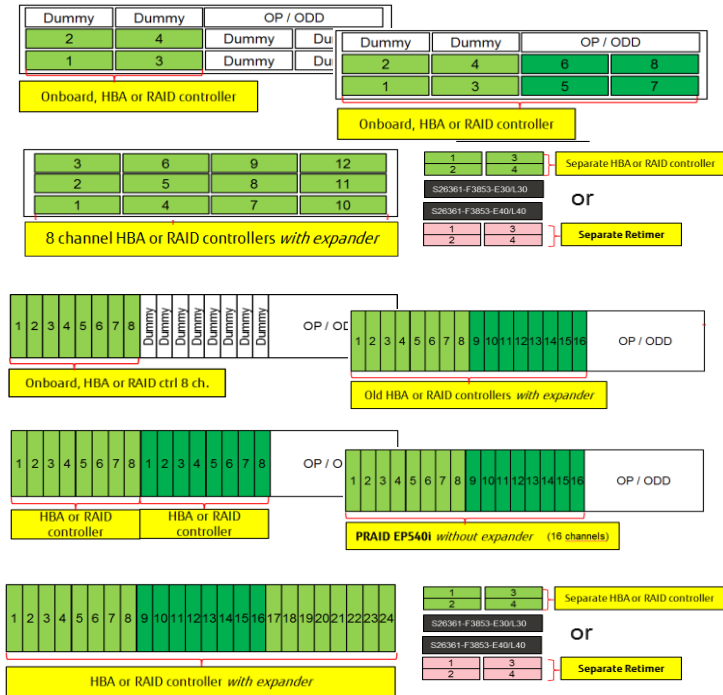 Dummy Dummy OP / ODD
2 4 Dummy
1 3 Dummy
Onboard, HBA or RAID controller
Dummy Dummy OP / ODD
2 4 6 8
1 3 5 7
Onboard, HBA or RAID controller
3 6 9 12
2 5 8 11
1 4 7 10
8 channel HBA or RAID controllers with expander
1 3
2 4
Separate HBA or RAID controller
S26361-F3853-E30/L30
or
S26361-F3853-E40/L40
1 3
2 4
Separate Retimer
1 2 3 4 5 6 7 8 Dummy Dummy Dummy Dummy Dummy Dummy Dummy Dummy OP /
Onboard, HBA or RAID ctrl 8 ch.
1 2 3 4 5 6 7 8 9 10 11 12 13 14 15 16 OP / ODD
Old HBA or RAID controllers with expander
1 2 3 4 5 6 7 8 1 2 3 4 5 6 7 8 OP /
HBA or RAID controller
HBA or RAID controller
1 2 3 4 5 6 7 8 9 10 11 12 13 14 15 16 OP / ODD
PRAID EP540i without expander (16 channels)
1 2 3 4 5 6 7 8 9 10 11 12 13 14 15 16 17 18 19 20 21 22 23 24
HBA or RAID controller with expander
1 3
2 4
Separate HBA or RAID controller
S26361-F3853-E30/L30
or
S26361-F3853-E40/L40
1 3
2 4
Separate Retimer